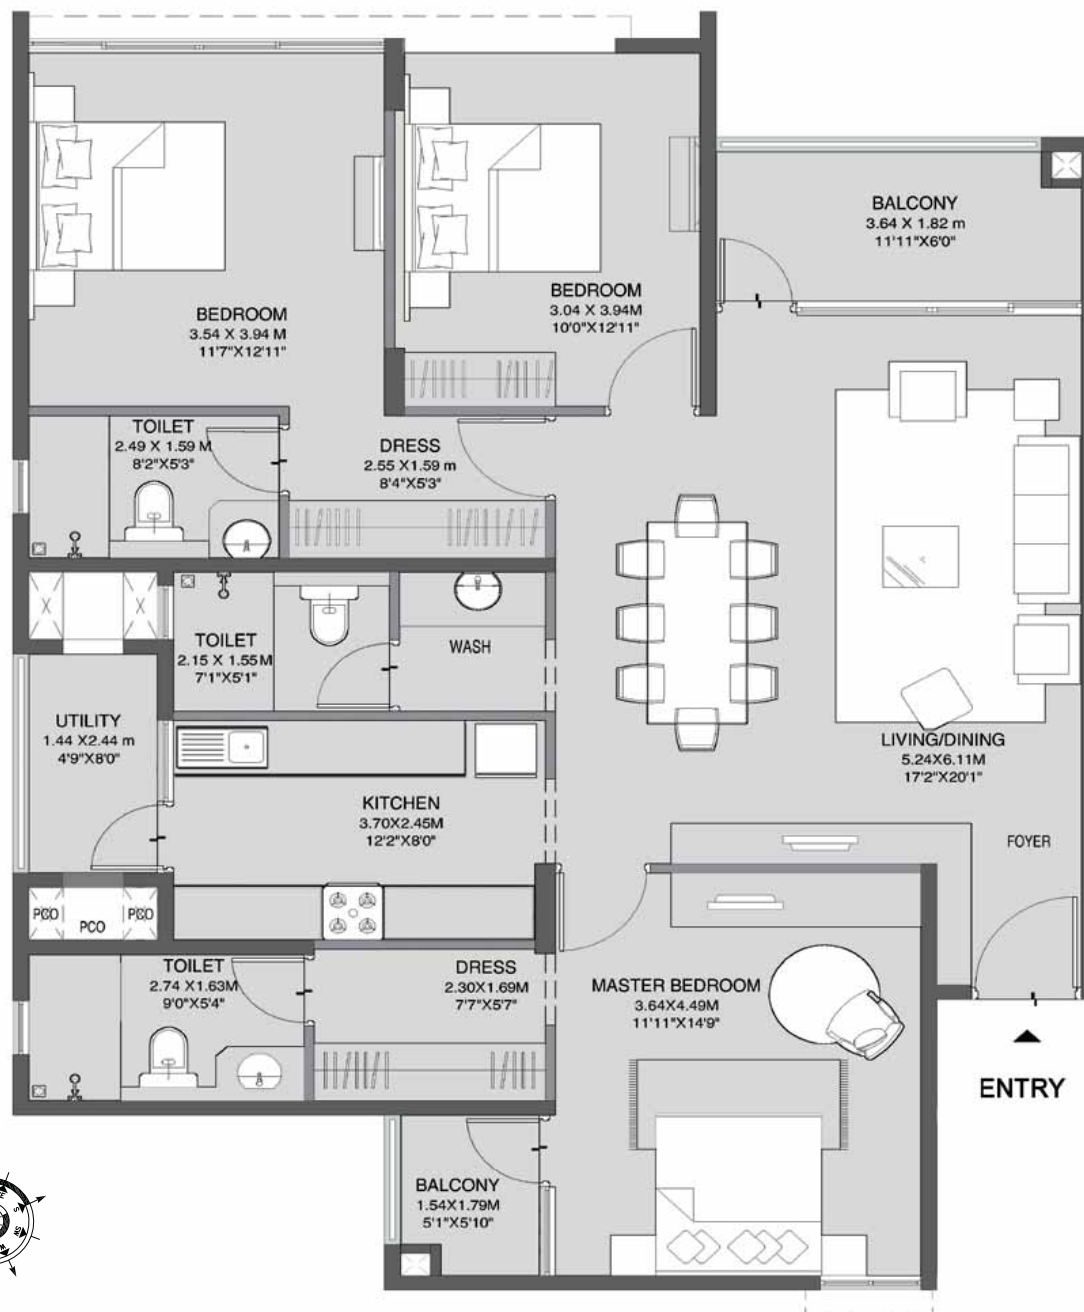 BALCONY
3.64 X 1.82 m
11'11"X6'0"
BEDROOM
3.54 X 3.94 M
11'7"X12'11"
BEDROOM
3.04 X 3.94M
10'0"X12'11"
TOILET
2.49 X 1.59 M
8'2"X5'3"
DRESS
2.55 X1.59 m
8'4"X5'3"
TOILET
2.15 X 1.55M
7'1"X5'1"
WASH
UTILITY
1.44 X2.44 m
4'9"X8'0"
LIVING/DINING
5.24X6.11M
17'2"X20'1"
KITCHEN
3.70X2.45M
12'2"X8'0"
FOYER
PCO
PCO
PCO
TOILET
2.74 X1.63M
9'0"X5'4"
DRESS
2.30X1.69M
7'7"X5'7"
MASTER BEDROOM
3.64X4.49M
11'11"X14'9"
ENTRY
BALCONY
1.54X1.79M
5'1"X5'10"
S
SW